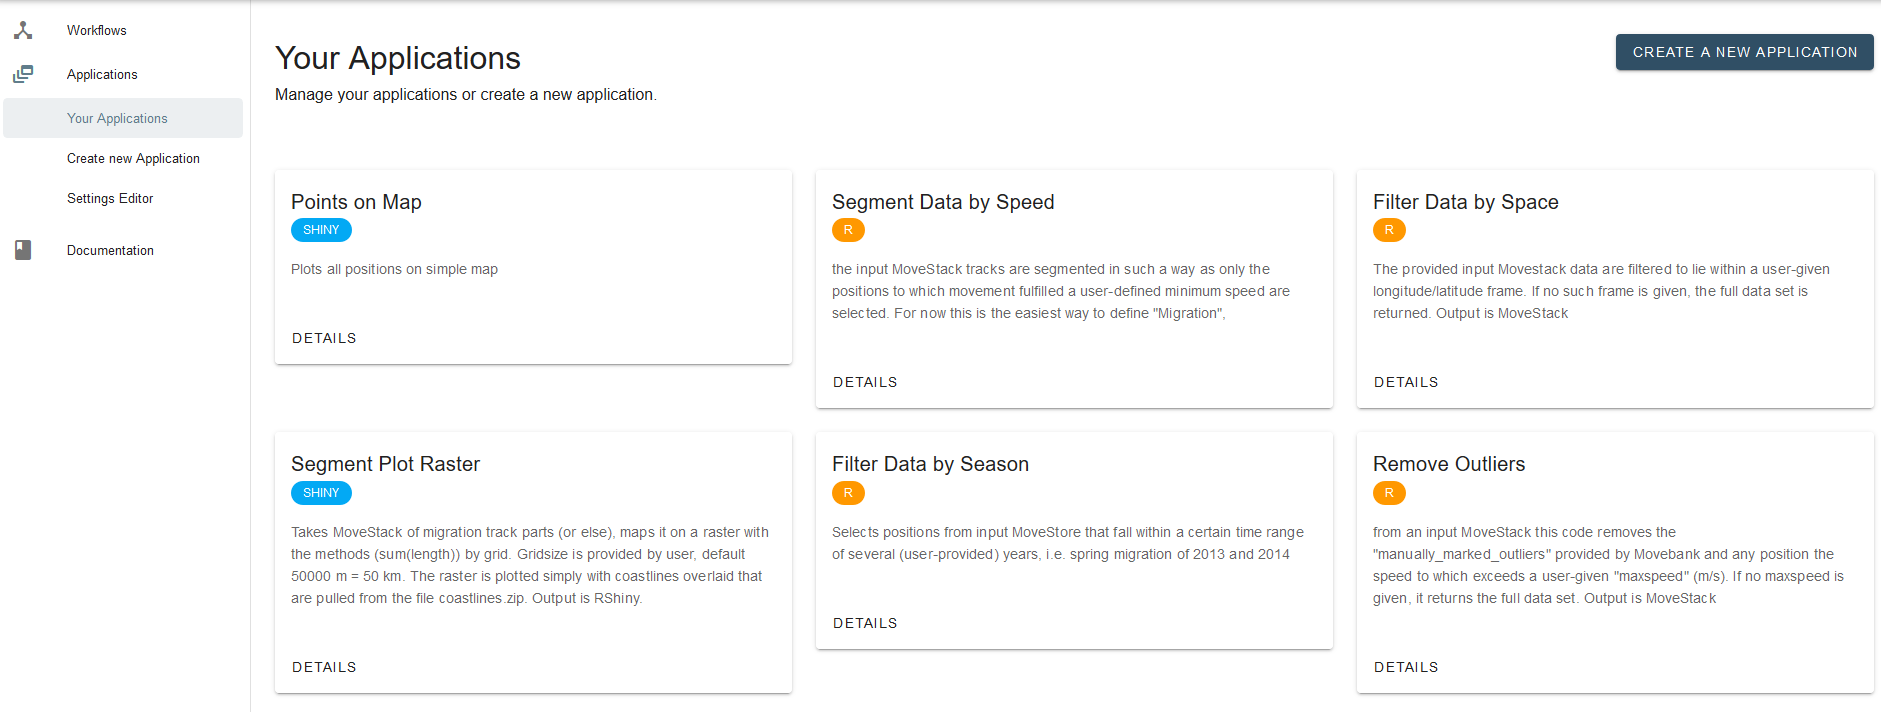 Workflows
Applications
Your Applications
Create new Application
Settings Editor
Documentation
Your Applications
Manage your applications or create a new application.
CREATE A NEW APPLICATION
Points on Map
SHINY
Plots all positions on simple map
DETAILS
Segment Data by Speed
R
the input MoveStack tracks are segmented in such a way as only the
positions to which movement fulfilled a user-defined minimum speed are
selected. For now this is the easiest way to define "Migration",
DETAILS
Filter Data by Space
R
The provided input Movestack data are filtered to lie within a user-given
longitude/latitude frame. If no such frame is given, the full data set is
returned. Output is MoveStack
DETAILS
Segment Plot Raster
SHINY
Takes MoveStack of migration track parts (or else), maps it on a raster with
the methods (sum(length)) by grid. Gridsize is provided by user, default
50000 m = 50 km. The raster is plotted simply with coastlines overlaid that
are pulled from the file coastlines.zip. Output is RShiny.
DETAILS
Filter Data by Season
R
Selects positions from input MoveStore that fall within a certain time range
of several (user-provided) years, i.e. spring migration of 2013 and 2014
DETAILS
Remove Outliers
R
from an input MoveStack this code removes the
"manually_marked_outliers" provided by Movebank and any position the
speed to which exceeds a user-given "maxspeed" (m/s). If no maxspeed is
given, it returns the full data set. Output is MoveStack
DETAILS